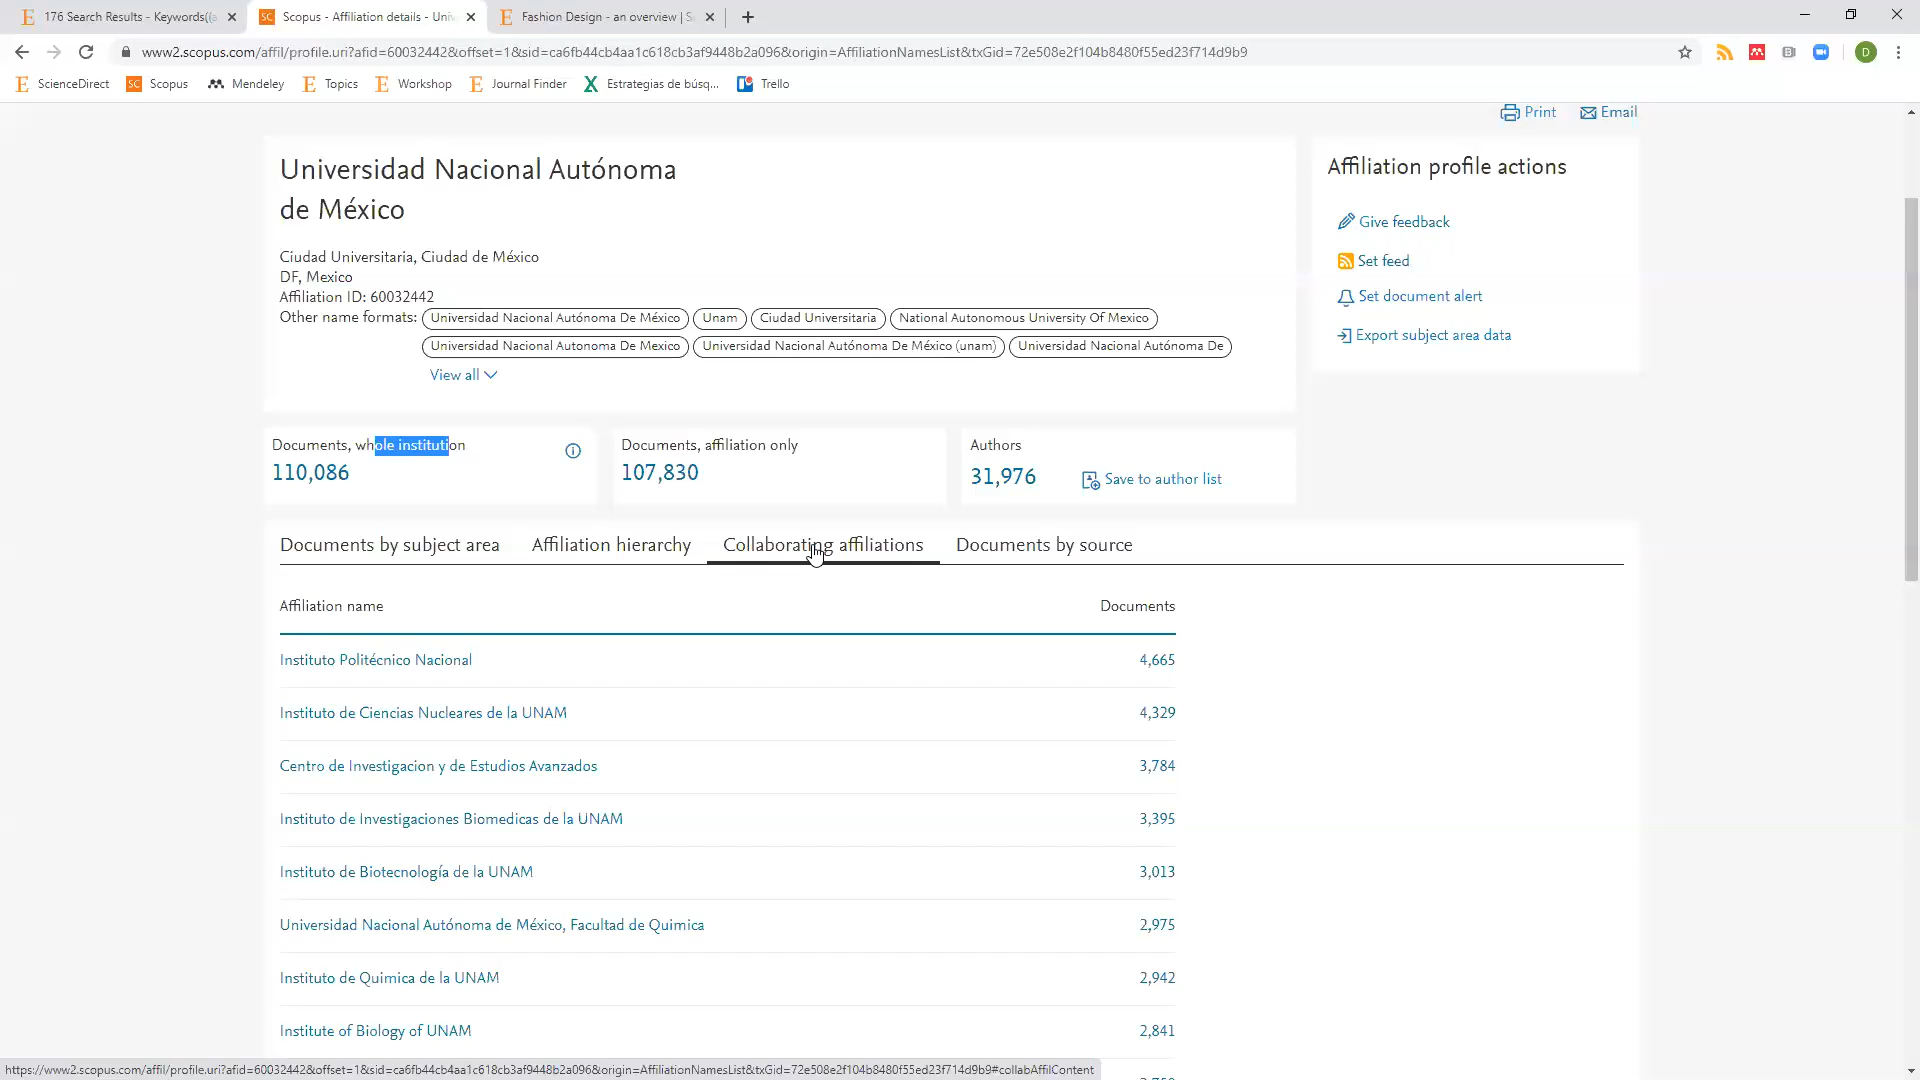 176 Search Results - Keywords((a
Scopus - Affiliation details - Univ
Fashion Design - an overview | S
www2.scopus.com/affil/profile.uri?afid=60032442&offset=1&sid=ca6fb44cb4aa1c618cb3af9448b2a096&origin=AffiliationNamesList&txGid=72e508e2f104b8480f55ed23f714d9b9
ScienceDirect
Scopus
Mendeley
Topics
Workshop
Journal Finder
Estrategias de búsq...
Trello
Print
Email
Universidad Nacional Autónoma
de México
Ciudad Universitaria, Ciudad de México
DF, Mexico
Affiliation ID: 60032442
Other name formats:
Universidad Nacional Autónoma De México
Unam
Ciudad Universitaria
National Autonomous University Of Mexico
Universidad Nacional Autonoma De Mexico
Universidad Nacional Autónoma De México (unam)
Universidad Nacional Autónoma De
View all
Affiliation profile actions
Give feedback
Set feed
Set document alert
Export subject area data
Documents, whole institution
110,086
Documents, affiliation only
107,830
Authors
31,976
Save to author list
Documents by subject area
Affiliation hierarchy
Collaborating affiliations
Documents by source
Affiliation name Documents
Instituto Politécnico Nacional 4,665
Instituto de Ciencias Nucleares de la UNAM 4,329
Centro de Investigacion y de Estudios Avanzados 3,784
Instituto de Investigaciones Biomedicas de la UNAM 3,395
Instituto de Biotecnología de la UNAM 3,013
Universidad Nacional Autónoma de México, Facultad de Quimica 2,975
Instituto de Quimica de la UNAM 2,942
Institute of Biology of UNAM 2,841
https://www2.scopus.com/affil/profile.uri?afid=60032442&offset=1&sid=ca6fb44cb4aa1c618cb3af9448b2a096&origin=AffiliationNamesList&txGid=72e508e2f104b8480f55ed23f714d9b9#collabAffilContent